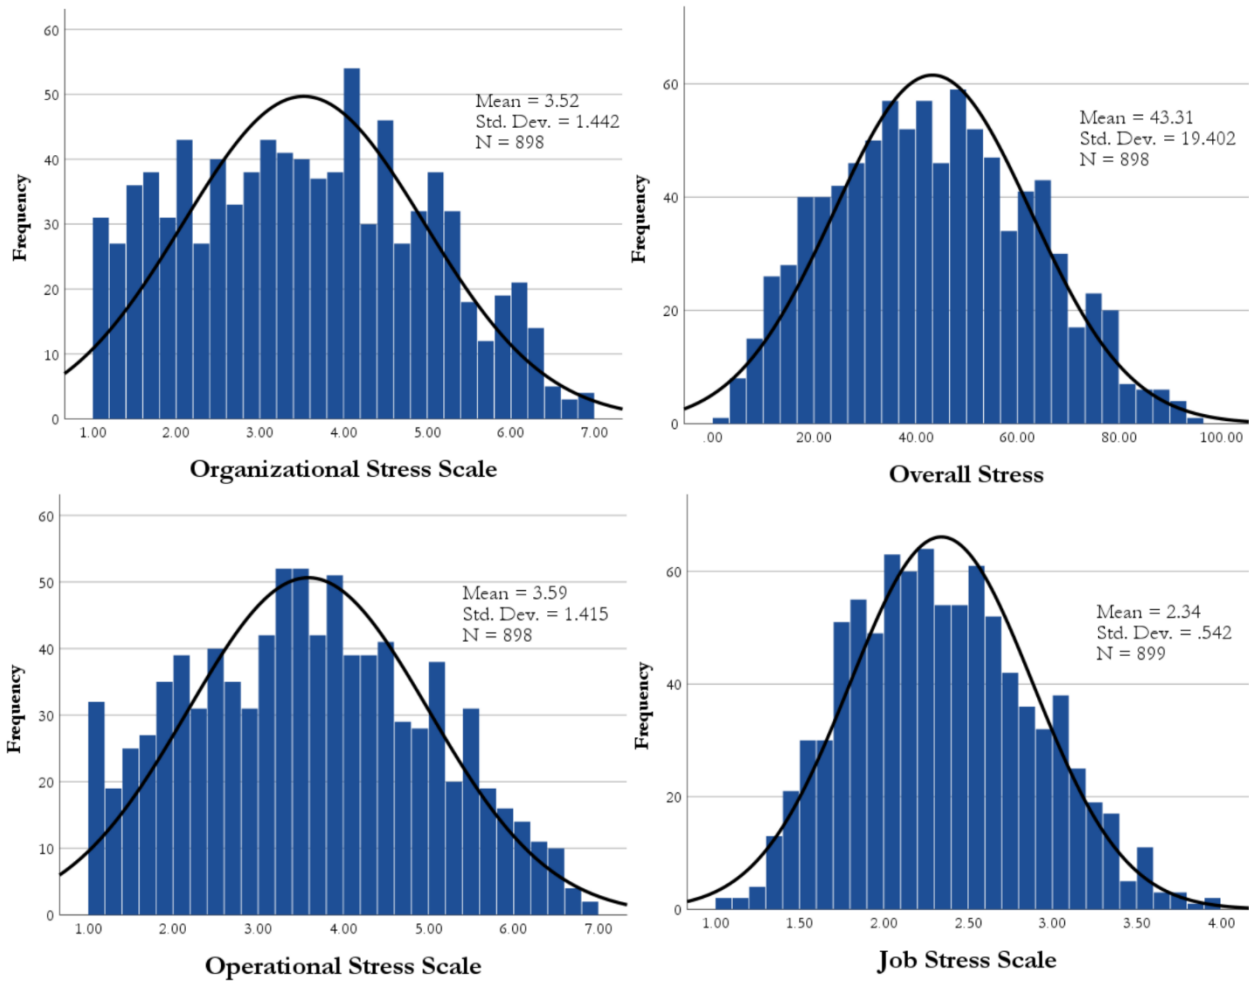 60
50
40
30
20
10
0
Frequency
Mean = 3.52
Std. Dev. = 1.442
N = 898
1.00 2.00 3.00 4.00 5.00 6.00 7.00
Organizational Stress Scale
60
40
20
0
Frequency
Mean = 43.31
Std. Dev. = 19.402
N = 898
.00 20.00 40.00 60.00 80.00 100.00
Overall Stress
60
50
40
30
20
10
0
Frequency
Mean = 3.59
Std. Dev. = 1.415
N = 898
1.00 2.00 3.00 4.00 5.00 6.00 7.00
Operational Stress Scale
60
40
20
0
Frequency
Mean = 2.34
Std. Dev. = .542
N = 899
1.00 1.50 2.00 2.50 3.00 3.50 4.00
Job Stress Scale